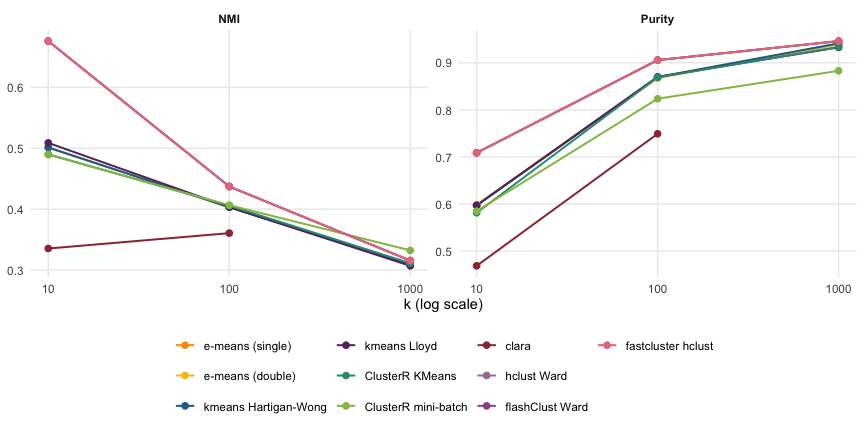 NMI
Purity
0.6
0.5
0.4
0.3
0.9
0.8
0.7
0.6
0.5
10 100 1000
10 100 1000
k (log scale)
e-means (single) kmeans Lloyd clara fastcluster hclust
e-means (double) ClusterR KMeans hclust Ward
kmeans Hartigan-Wong ClusterR mini-batch flashClust Ward